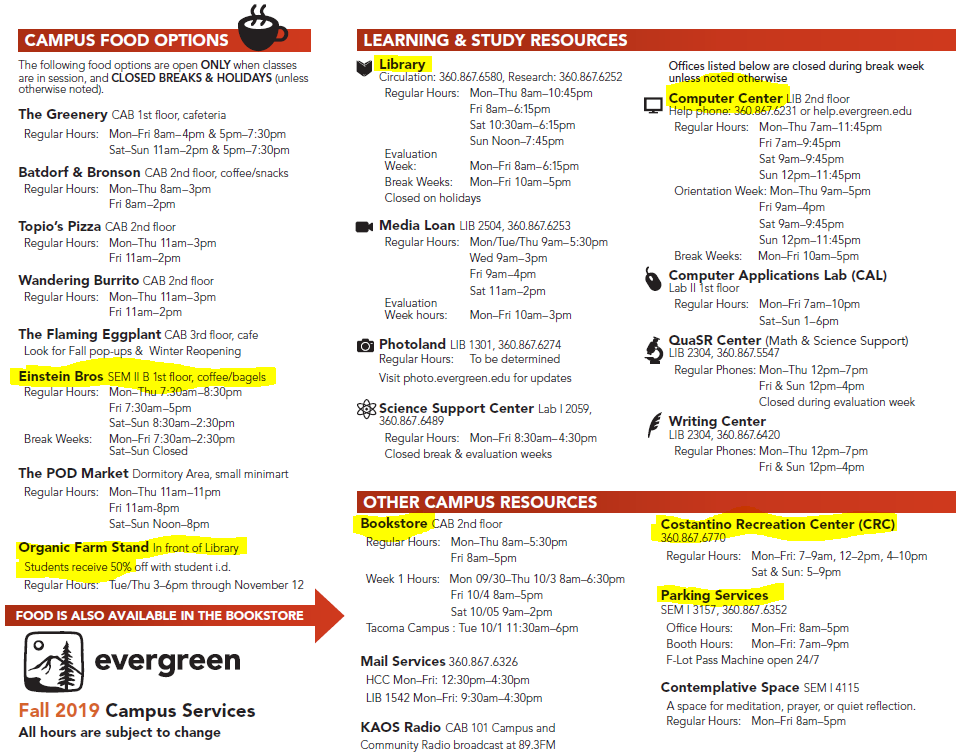 CAMPUS FOOD OPTIONS
The following food options are open ONLY when classes
are in session, and CLOSED BREAKS & HOLIDAYS (unless
otherwise noted).
The Greenery CAB 1st floor, cafeteria
Regular Hours: Mon–Fri 8am–4pm & 5pm–7:30pm
Sat–Sun 11am–2pm & 5pm–7:30pm
Batdorf & Bronson CAB 2nd floor, coffee/snacks
Regular Hours: Mon–Thu 8am–3pm
Fri 8am–2pm
Topio's Pizza CAB 2nd floor
Regular Hours: Mon–Thu 11am–3pm
Fri 11am–2pm
Wandering Burrito CAB 2nd floor
Regular Hours: Mon–Thu 11am–3pm
Fri 11am–2pm
The Flaming Eggplant CAB 3rd floor, cafe
Look for Fall pop-ups & Winter Reopening
Einstein Bros SEM II B 1st floor, coffee/bagels
Regular Hours: Mon–Thu 7:30am–8:30pm
Fri 7:30am–5pm
Sat–Sun 8:30am–2:30pm
Break Weeks: Mon–Fri 7:30am–2:30pm
Sat–Sun Closed
The POD Market Dormitory Area, small minimart
Regular Hours: Mon–Thu 11am–11pm
Fri 11am-8pm
Sat–Sun Noon–8pm
Organic Farm Stand In front of Library
Students receive 50% off with student i.d.
Regular Hours: Tue/Thu 3–6pm through November 12
FOOD IS ALSO AVAILABLE IN THE BOOKSTORE
evergreen
Fall 2019 Campus Services
All hours are subject to change
LEARNING & STUDY RESOURCES
Library
Circulation: 360.867.6580, Research: 360.867.6252
Regular Hours: Mon–Thu 8am–10:45pm
Fri 8am–6:15pm
Sat 10:30am–6:15pm
Sun Noon–7:45pm
Evaluation
Week: Mon–Fri 8am–6:15pm
Break Weeks: Mon–Fri 10am–5pm
Closed on holidays
Media Loan LIB 2504, 360.867.6253
Regular Hours: Mon/Tue/Thu 9am–5:30pm
Wed 9am–3pm
Fri 9am–4pm
Sat 11am–2pm
Evaluation
Week hours: Mon–Fri 10am–3pm
Photoland LIB 1301, 360.867.6274
Regular Hours: To be determined
Visit photo.evergreen.edu for updates
Science Support Center Lab I 2059,
360.867.6489
Regular Hours: Mon–Fri 8:30am–4:30pm
Closed break & evaluation weeks
Offices listed below are closed during break week
unless noted otherwise
Computer Center LIB 2nd floor
Help phone: 360.867.6231 or help.evergreen.edu
Regular Hours: Mon–Thu 7am–11:45pm
Fri 7am–9:45pm
Sat 9am–9:45pm
Sun 12pm–11:45pm
Orientation Week: Mon–Thu 9am–5pm
Fri 9am–4pm
Sat 9am–9:45pm
Sun 12pm–11:45pm
Break Weeks: Mon–Fri 10am–5pm
Computer Applications Lab (CAL)
Lab II 1st floor
Regular Hours: Mon–Fri 7am–10pm
Sat–Sun 1–6pm
QuaSR Center (Math & Science Support)
LIB 2304, 360.867.5547
Regular Phones: Mon–Thu 12pm–7pm
Fri & Sun 12pm–4pm
Closed during evaluation week
Writing Center
LIB 2304, 360.867.6420
Regular Phones: Mon–Thu 12pm–7pm
Fri & Sun 12pm–4pm
OTHER CAMPUS RESOURCES
Bookstore CAB 2nd floor
Regular Hours: Mon–Thu 8am–5:30pm
Fri 8am–5pm
Week 1 Hours: Mon 09/30–Thu 10/3 8am–6:30pm
Fri 10/4 8am–5pm
Sat 10/05 9am–2pm
Tacoma Campus : Tue 10/1 11:30am–6pm
Mail Services 360.867.6326
HCC Mon–Fri: 12:30pm–4:30pm
LIB 1542 Mon–Fri: 9:30am–4:30pm
KAOS Radio CAB 101 Campus and
Community Radio broadcast at 89.3FM
Costantino Recreation Center (CRC)
360.867.6770
Regular Hours: Mon–Fri: 7–9am, 12–2pm, 4–10pm
Sat & Sun: 5–9pm
Parking Services
SEM I 3157, 360.867.6352
Office Hours: Mon–Fri: 8am–5pm
Booth Hours: Mon–Fri: 7am–9pm
F-Lot Pass Machine open 24/7
Contemplative Space SEM I 4115
A space for meditation, prayer, or quiet reflection.
Regular Hours: Mon–Fri 8am–5pm